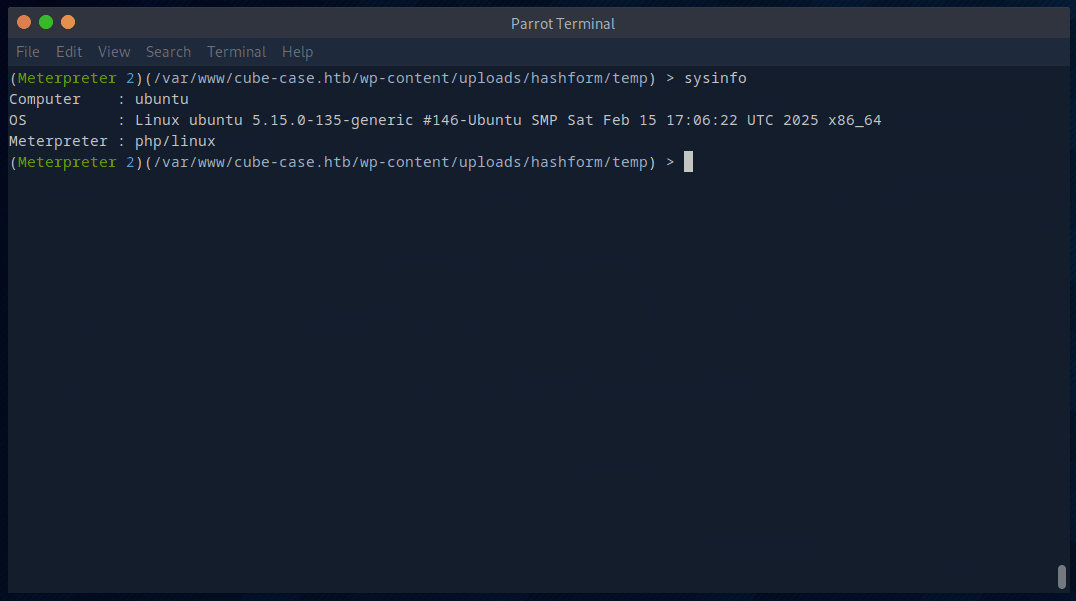 Parrot Terminal
File Edit View Search Terminal Help
(Meterpreter 2)(/var/www/cube-case.htb/wp-content/uploads/hashform/temp) > sysinfo
Computer    : ubuntu
OS          : Linux ubuntu 5.15.0-135-generic #146-Ubuntu SMP Sat Feb 15 17:06:22 UTC 2025 x86_64
Meterpreter : php/linux
(Meterpreter 2)(/var/www/cube-case.htb/wp-content/uploads/hashform/temp) >